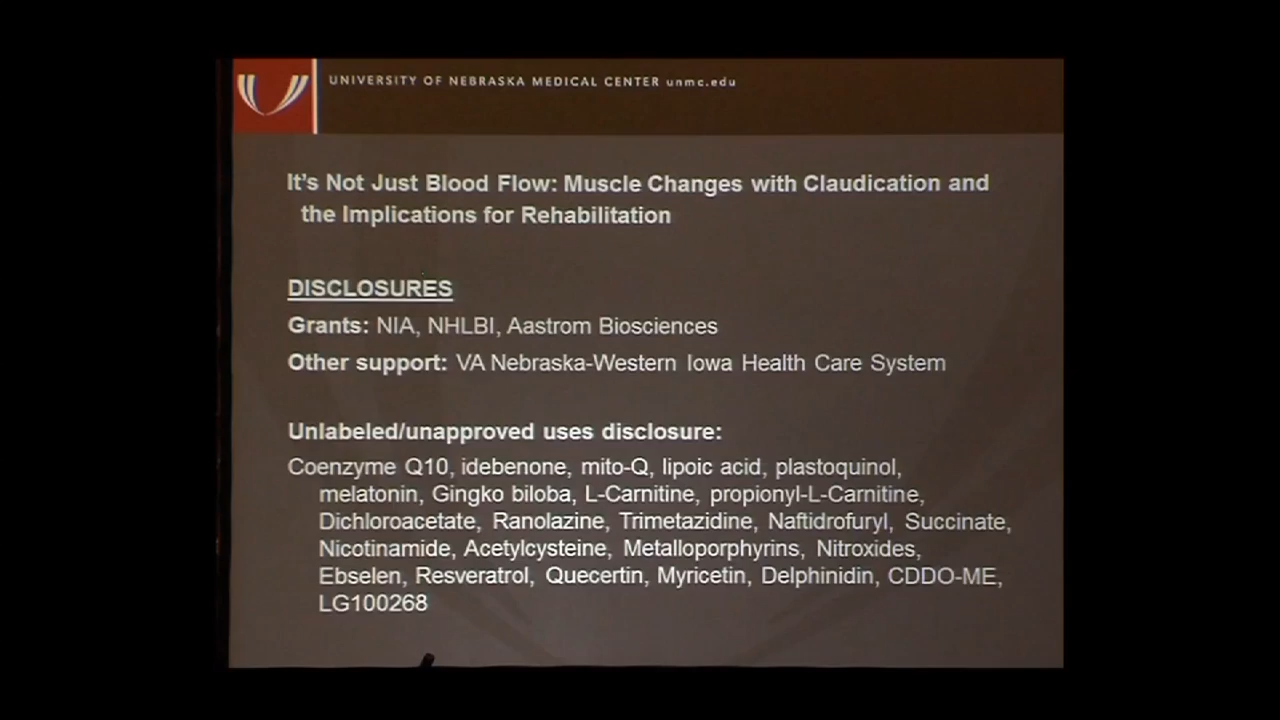 UNIVERSITY OF NEBRASKA MEDICAL CENTER unmc.edu
It's Not Just Blood Flow: Muscle Changes with Claudication and
the Implications for Rehabilitation
DISCLOSURES
Grants: NIA, NHLBI, Aastrom Biosciences
Other support: VA Nebraska-Western Iowa Health Care System
Unlabeled/unapproved uses disclosure:
Coenzyme Q10, idebenone, mito-Q, lipoic acid, plastoquinol,
melatonin, Gingko biloba, L-Carnitine, propionyl-L-Carnitine,
Dichloroacetate, Ranolazine, Trimetazidine, Naftidrofuryl, Succinate,
Nicotinamide, Acetylcysteine, Metalloporphyrins, Nitroxides,
Ebselen, Resveratrol, Quecertin, Myricetin, Delphinidin, CDDO-ME,
LG100268